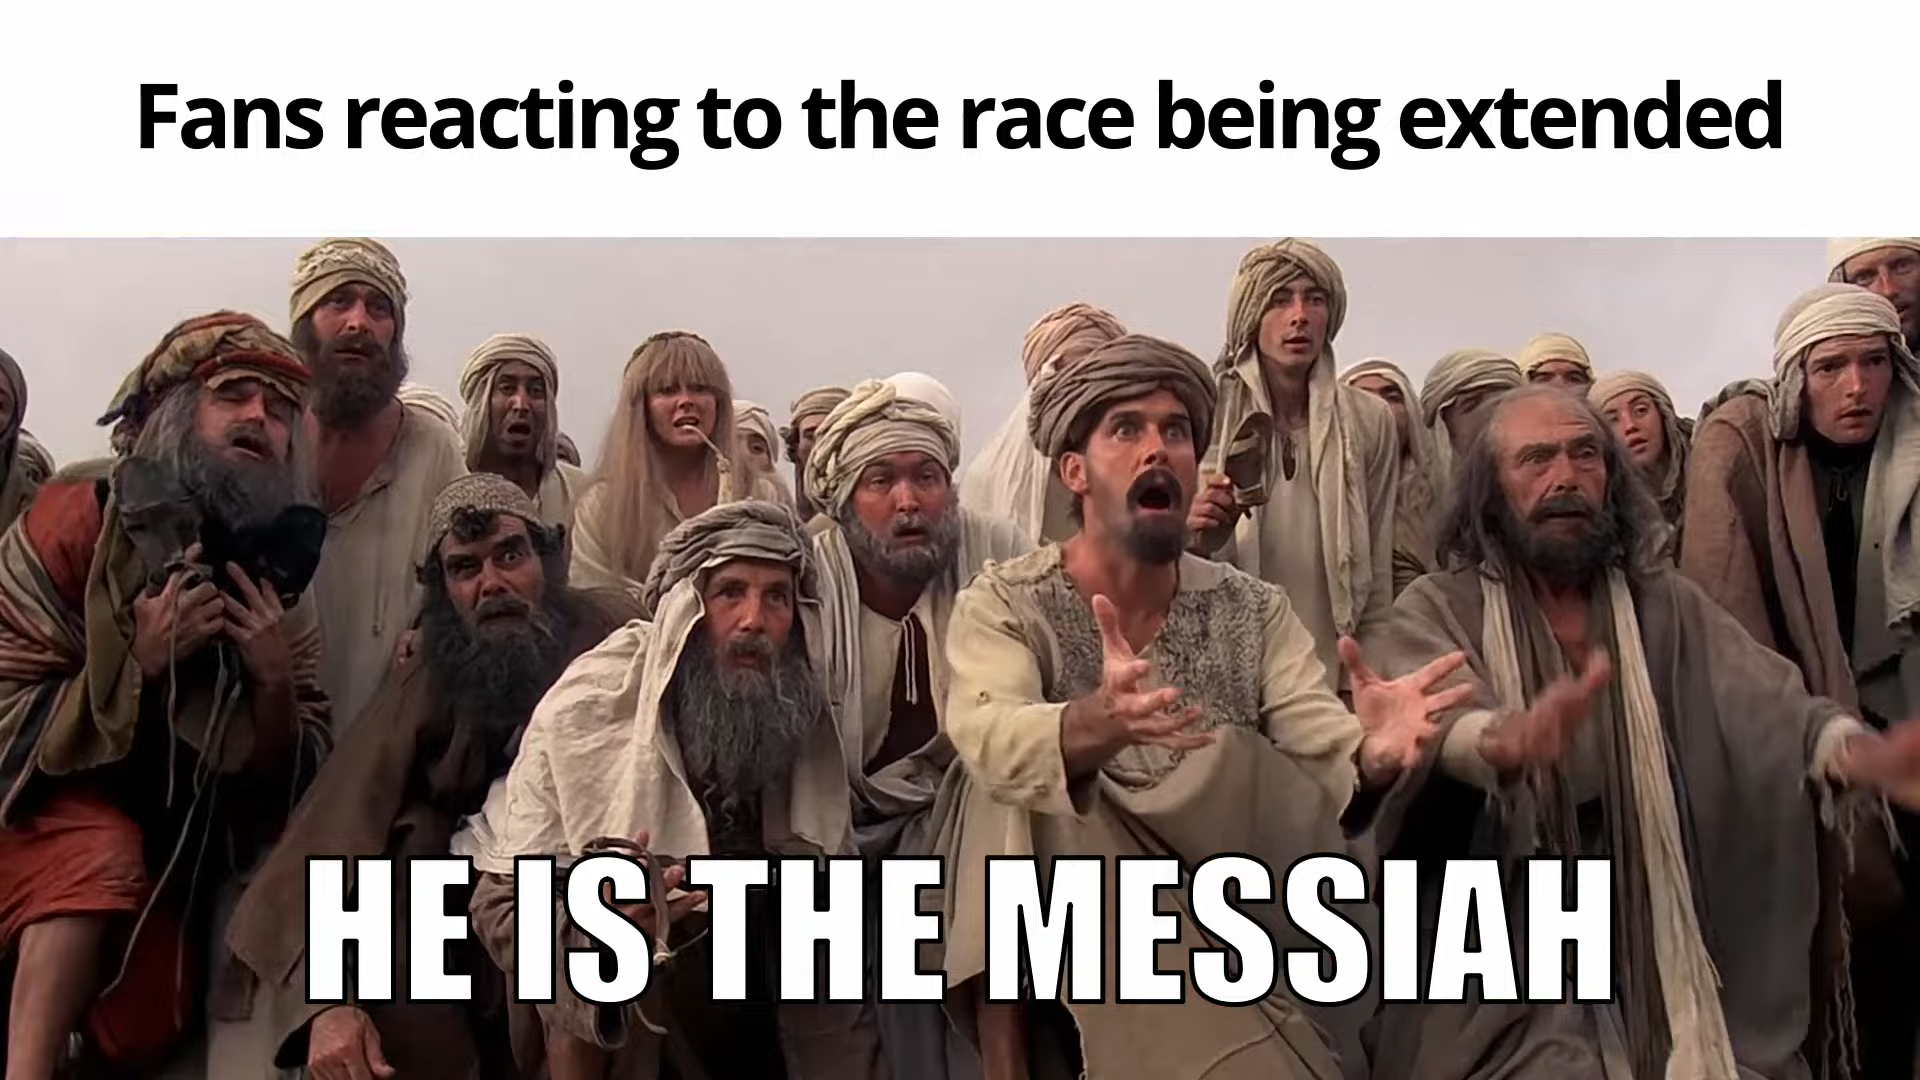 Fans reacting to the race being extended
HE IS THE MESSIAH